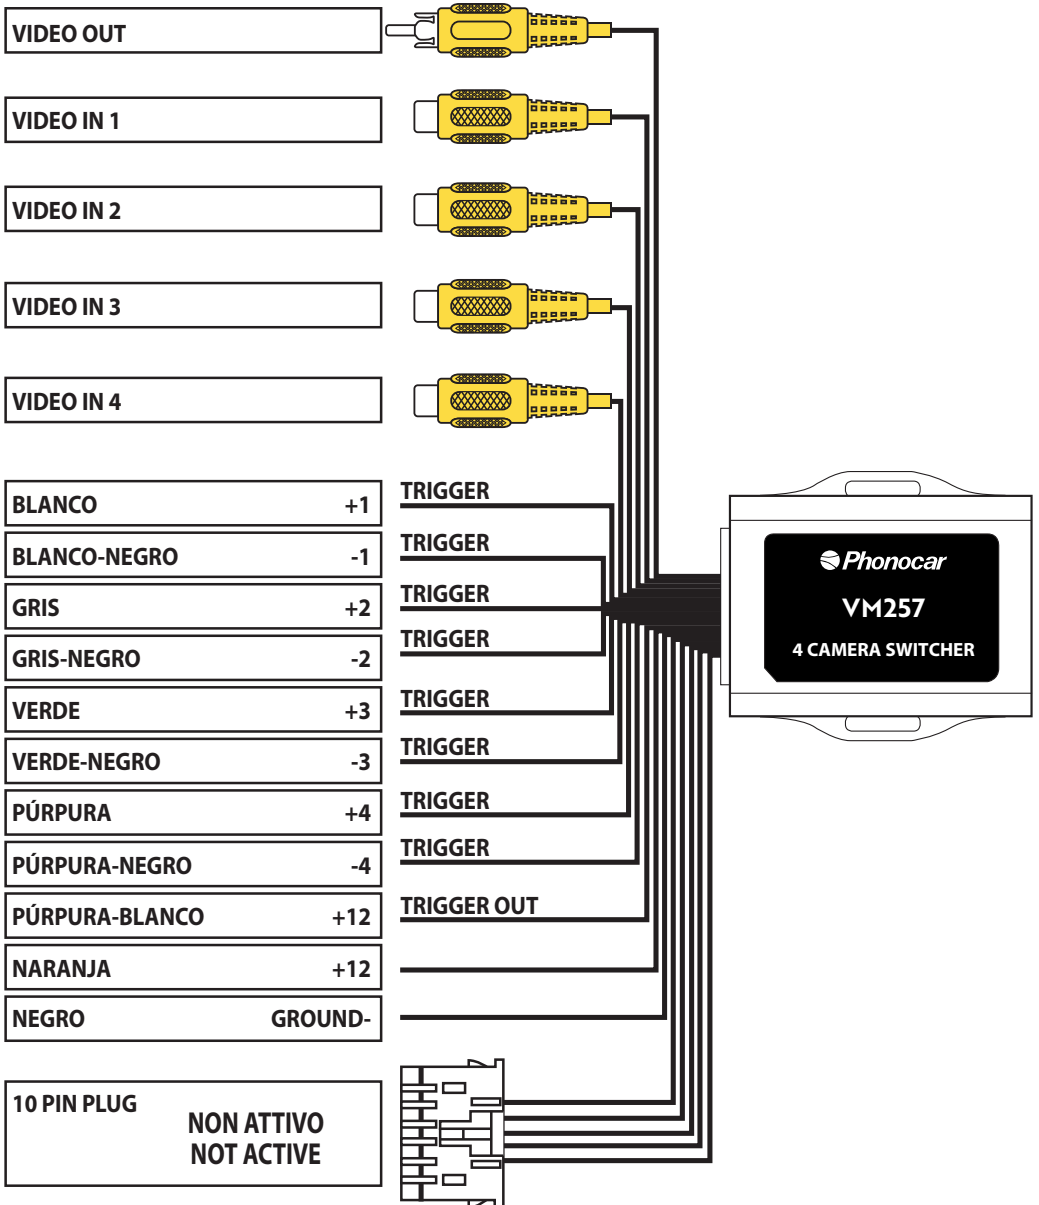 VIDEO OUT
VIDEO IN 1
VIDEO IN 2
VIDEO IN 3
VIDEO IN 4
BLANCO +1 TRIGGER
BLANCO-NEGRO -1 TRIGGER
GRIS +2 TRIGGER
GRIS-NEGRO -2 TRIGGER
VERDE +3 TRIGGER
VERDE-NEGRO -3 TRIGGER
PÚRPURA +4 TRIGGER
PÚRPURA-NEGRO -4 TRIGGER
PÚRPURA-BLANCO +12 TRIGGER OUT
NARANJA +12
NEGRO GROUND-
10 PIN PLUG
NON ATTIVO
NOT ACTIVE
Phonocar
VM257
4 CAMERA SWITCHER